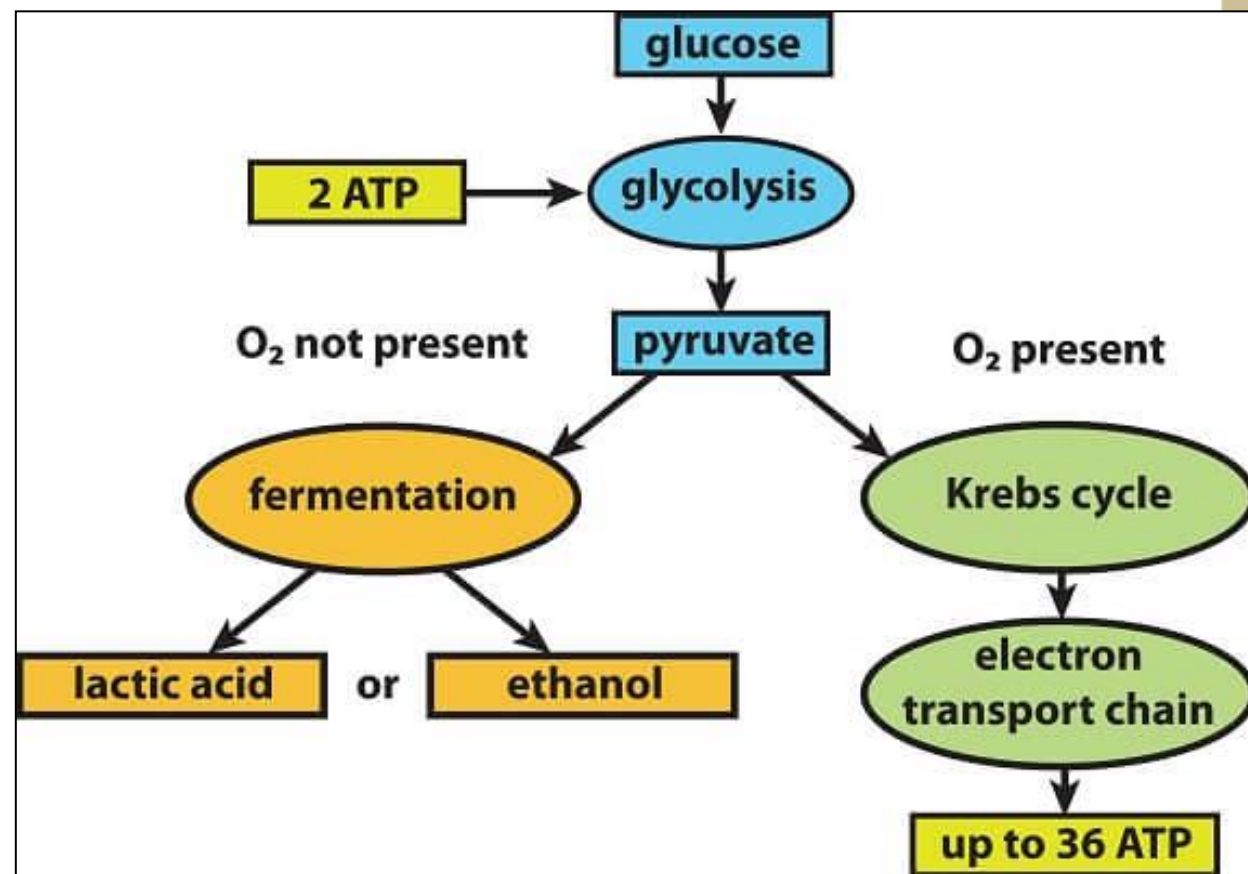 glucose
2 ATP
glycolysis
O₂ not present
pyruvate
O₂ present
fermentation
Krebs cycle
lactic acid
or
ethanol
electron
transport chain
up to 36 ATP